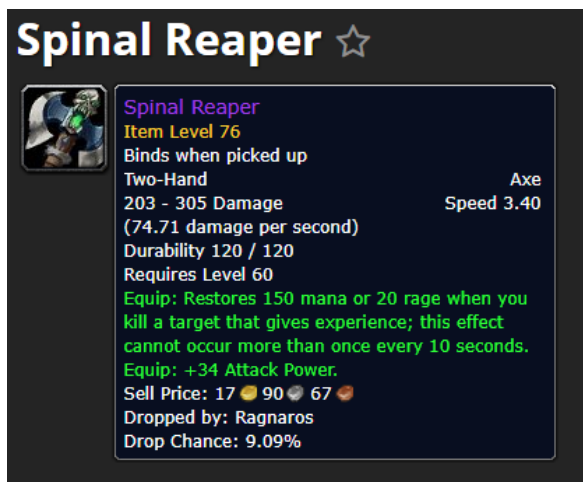 Spinal Reaper
Spinal Reaper
Item Level 76
Binds when picked up
Two-Hand Axe
203 - 305 Damage Speed 3.40
(74.71 damage per second)
Durability 120 / 120
Requires Level 60
Equip: Restores 150 mana or 20 rage when you
kill a target that gives experience; this effect
cannot occur more than once every 10 seconds.
Equip: +34 Attack Power.
Sell Price: 17 90 67
Dropped by: Ragnaros
Drop Chance: 9.09%